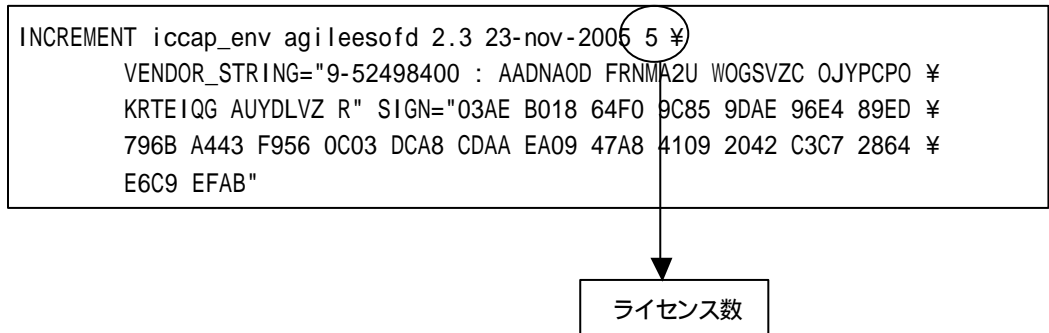 INCREMENT iccap_env agileesofd 2.3 23-nov-2005 5 ¥
VENDOR_STRING="9-52498400 : AADNAOD FRNMA2U WOGSVZC OJYPCPO ¥
KRTEIQG AUYDLVZ R" SIGN="03AE B018 64F0 9C85 9DAE 96E4 89ED ¥
796B A443 F956 0C03 DCA8 CDAA EA09 47A8 4109 2042 C3C7 2864 ¥
E6C9 EFAB"
ライセンス数